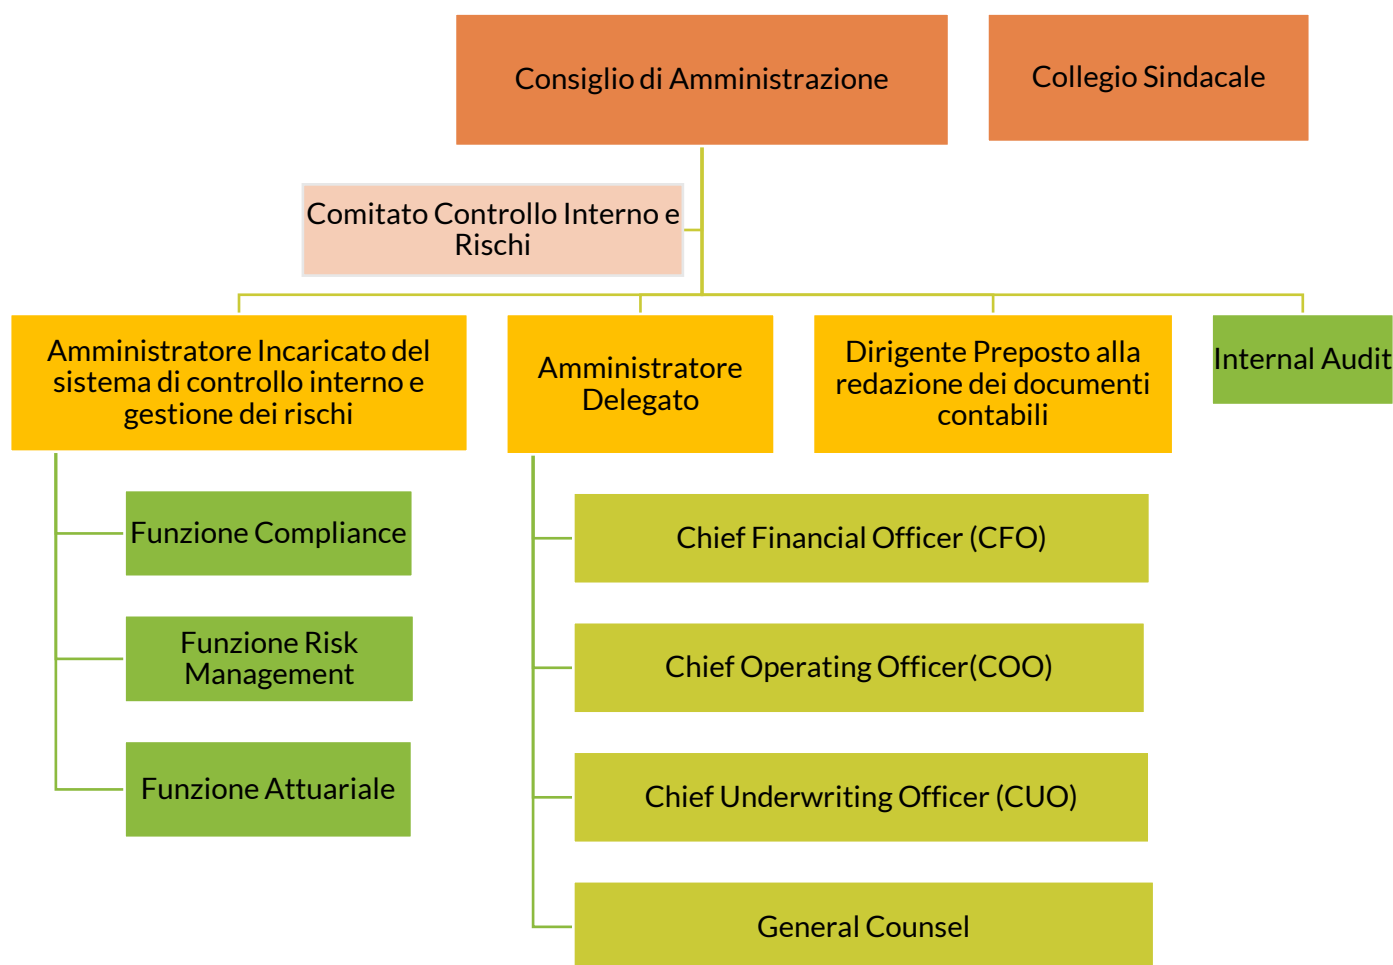 Consiglio di Amministrazione
Collegio Sindacale
Comitato Controllo Interno e
Rischi
Amministratore Incaricato del
sistema di controllo interno e
gestione dei rischi
Amministratore
Delegato
Dirigente Preposto alla
redazione dei documenti
contabili
Internal Audit
Funzione Compliance
Funzione Risk
Management
Funzione Attuariale
Chief Financial Officer (CFO)
Chief Operating Officer(COO)
Chief Underwriting Officer (CUO)
General Counsel